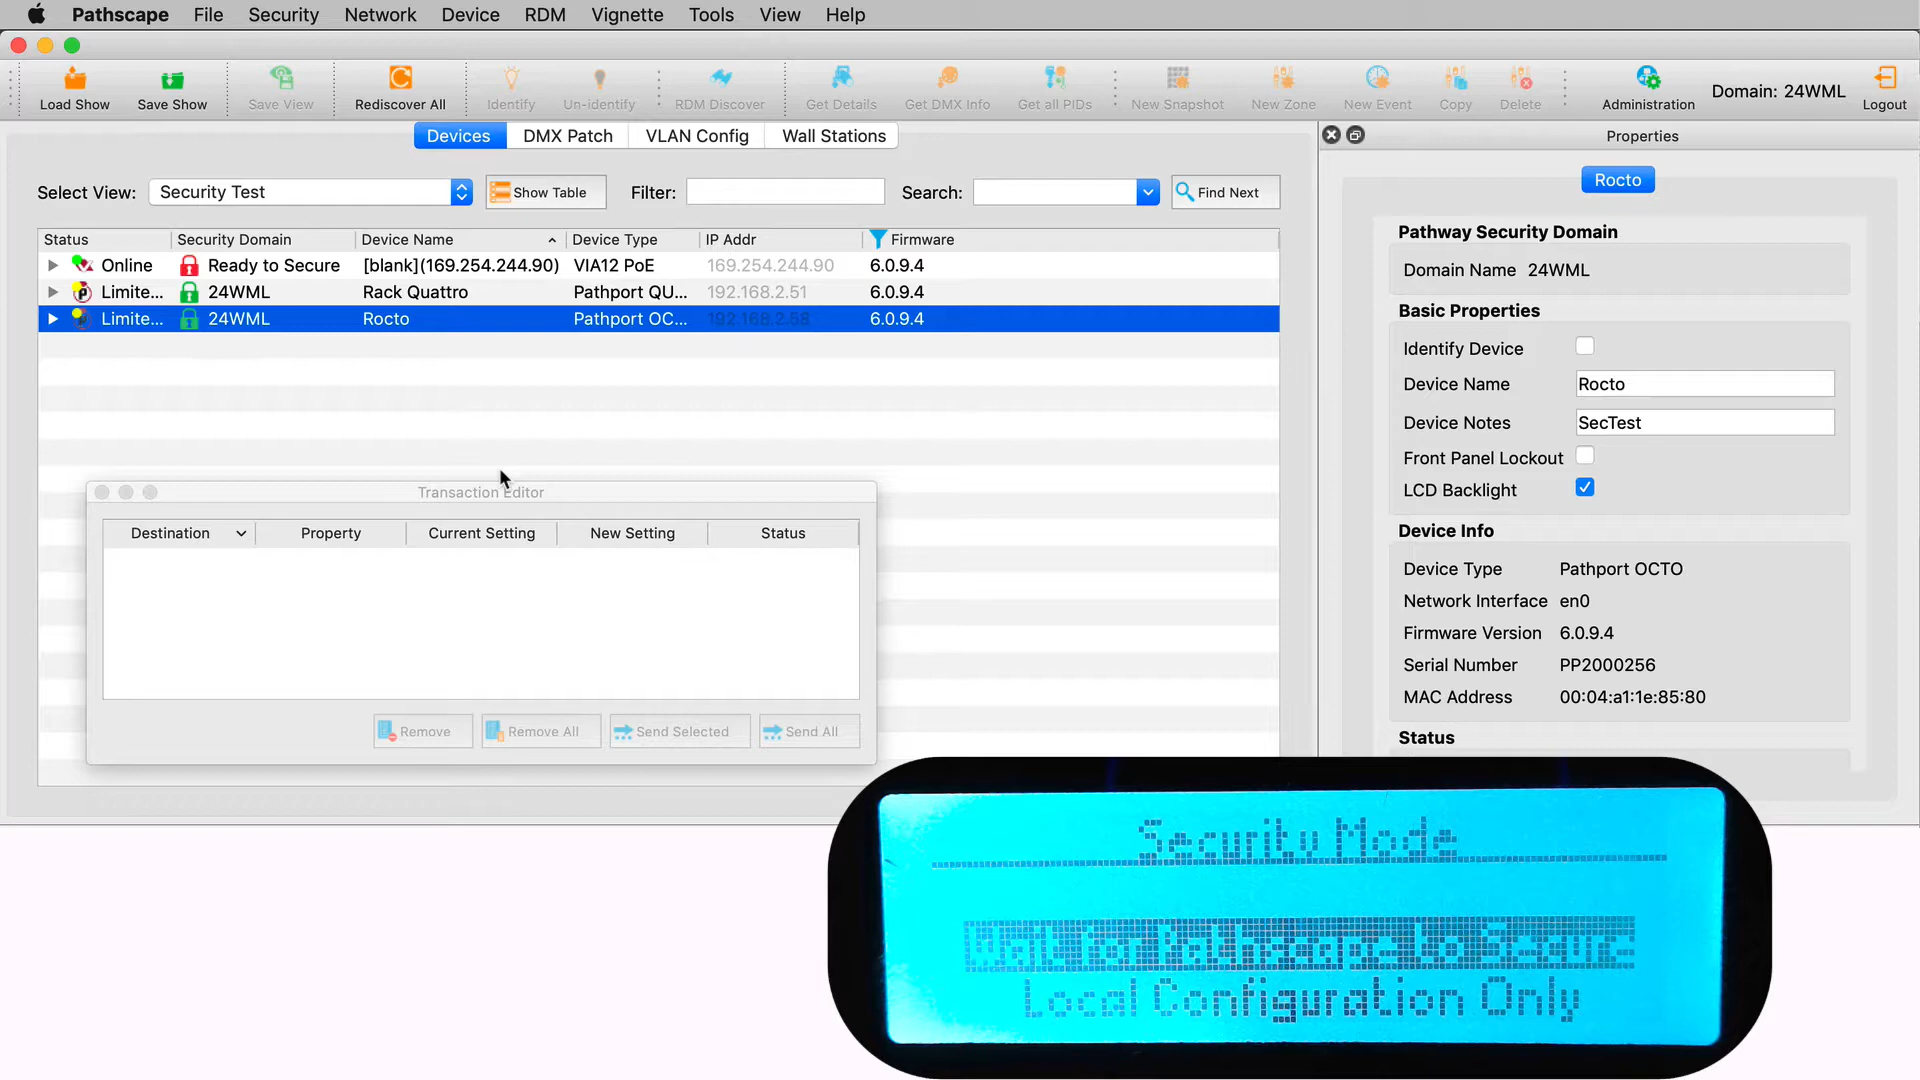 Pathscape File Security Network Device RDM Vignette Tools View Help
Load Show Save Show Save View Rediscover All Identify Un-identify RDM Discover Get Details Get DMX Info Get all PIDs New Snapshot New Zone New Event Copy Delete Administration Domain: 24WML Logout
Devices DMX Patch VLAN Config Wall Stations
Select View: Security Test Show Table Filter: Search: Find Next
Status Security Domain Device Name Device Type IP Addr Firmware
Online Ready to Secure [blank](169.254.244.90) VIA12 PoE 169.254.244.90 6.0.9.4
Limite... 24WML Rack Quattro Pathport QU... 192.168.2.51 6.0.9.4
Limite... 24WML Rocto Pathport OC... 192.168.2.58 6.0.9.4
Transaction Editor
Destination Property Current Setting New Setting Status
Remove Remove All Send Selected Send All
Properties
Rocto
Pathway Security Domain
Domain Name 24WML
Basic Properties
Identify Device
Device Name Rocto
Device Notes SecTest
Front Panel Lockout
LCD Backlight
Device Info
Device Type Pathport OCTO
Network Interface en0
Firmware Version 6.0.9.4
Serial Number PP2000256
MAC Address 00:04:a1:1e:85:80
Status
Security Mode
Wait for Pathscape to Secure
Local Configuration Only